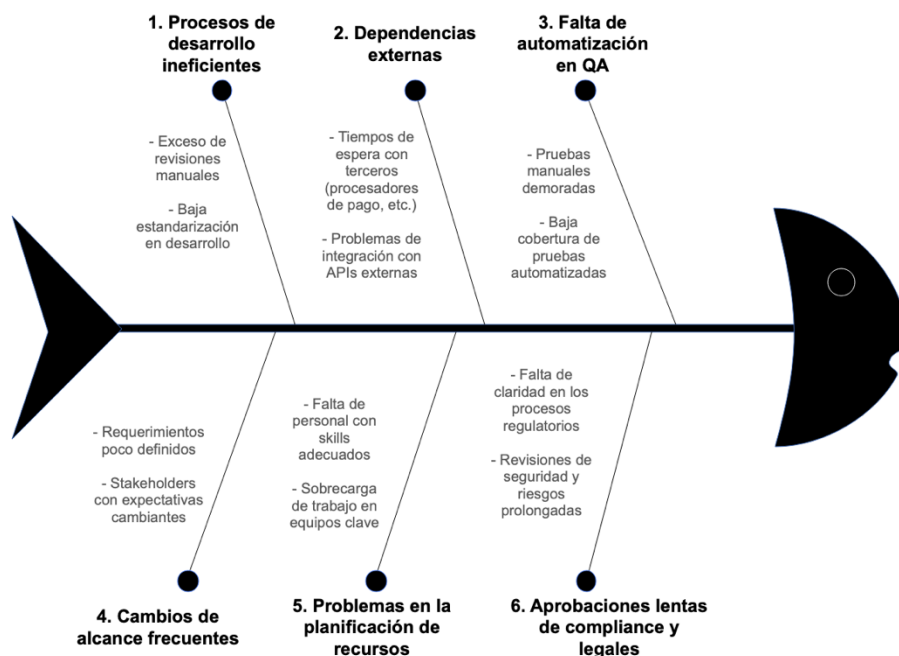 1. Procesos de
desarrollo
ineficientes
2. Dependencias
externas
3. Falta de
automatización
en QA
- Exceso de
revisiones
manuales
- Baja
estandarización
en desarrollo
- Tiempos de
espera con
terceros
(procesadores
de pago, etc.)
- Problemas de
integración con
APIs externas
- Pruebas
manuales
demoradas
- Baja
cobertura de
pruebas
automatizadas
- Requerimientos
poco definidos
- Stakeholders
con expectativas
cambiantes
- Falta de
personal con
skills
adecuados
- Sobrecarga
de trabajo en
equipos clave
- Falta de
claridad en los
procesos
regulatorios
- Revisiones de
seguridad y
riesgos
prolongadas
4. Cambios de
alcance frecuentes
5. Problemas en la
planificación de
recursos
6. Aprobaciones lentas
de compliance y
legales